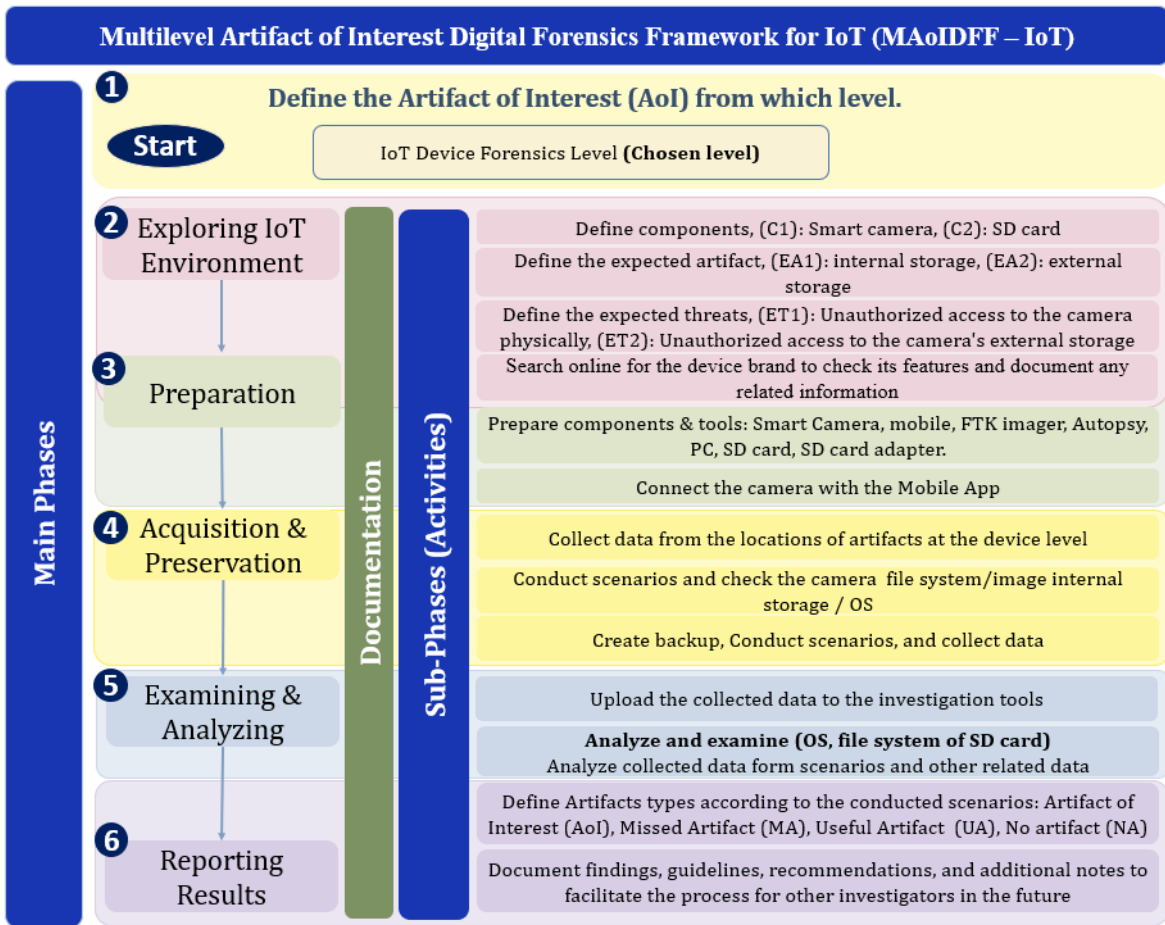 Multilevel Artifact of Interest Digital Forensics Framework for IoT (MAoIDFF – IoT)
Main Phases
1
Define the Artifact of Interest (AoI) from which level.
Start
IoT Device Forensics Level (Chosen level)
Documentation
Sub-Phases (Activities)
2
Exploring IoT
Environment
Define components, (C1): Smart camera, (C2): SD card
Define the expected artifact, (EA1): internal storage, (EA2): external
storage
Define the expected threats, (ET1): Unauthorized access to the camera
physically, (ET2): Unauthorized access to the camera's external storage
Search online for the device brand to check its features and document any
related information
3
Preparation
Prepare components & tools: Smart Camera, mobile, FTK imager, Autopsy,
PC, SD card, SD card adapter.
Connect the camera with the Mobile App
4
Acquisition &
Preservation
Collect data from the locations of artifacts at the device level
Conduct scenarios and check the camera file system/image internal
storage / OS
Create backup, Conduct scenarios, and collect data
5
Examining &
Analyzing
Upload the collected data to the investigation tools
Analyze and examine (OS, file system of SD card)
Analyze collected data form scenarios and other related data
6
Reporting
Results
Define Artifacts types according to the conducted scenarios: Artifact of
Interest (AoI), Missed Artifact (MA), Useful Artifact (UA), No artifact (NA)
Document findings, guidelines, recommendations, and additional notes to
facilitate the process for other investigators in the future